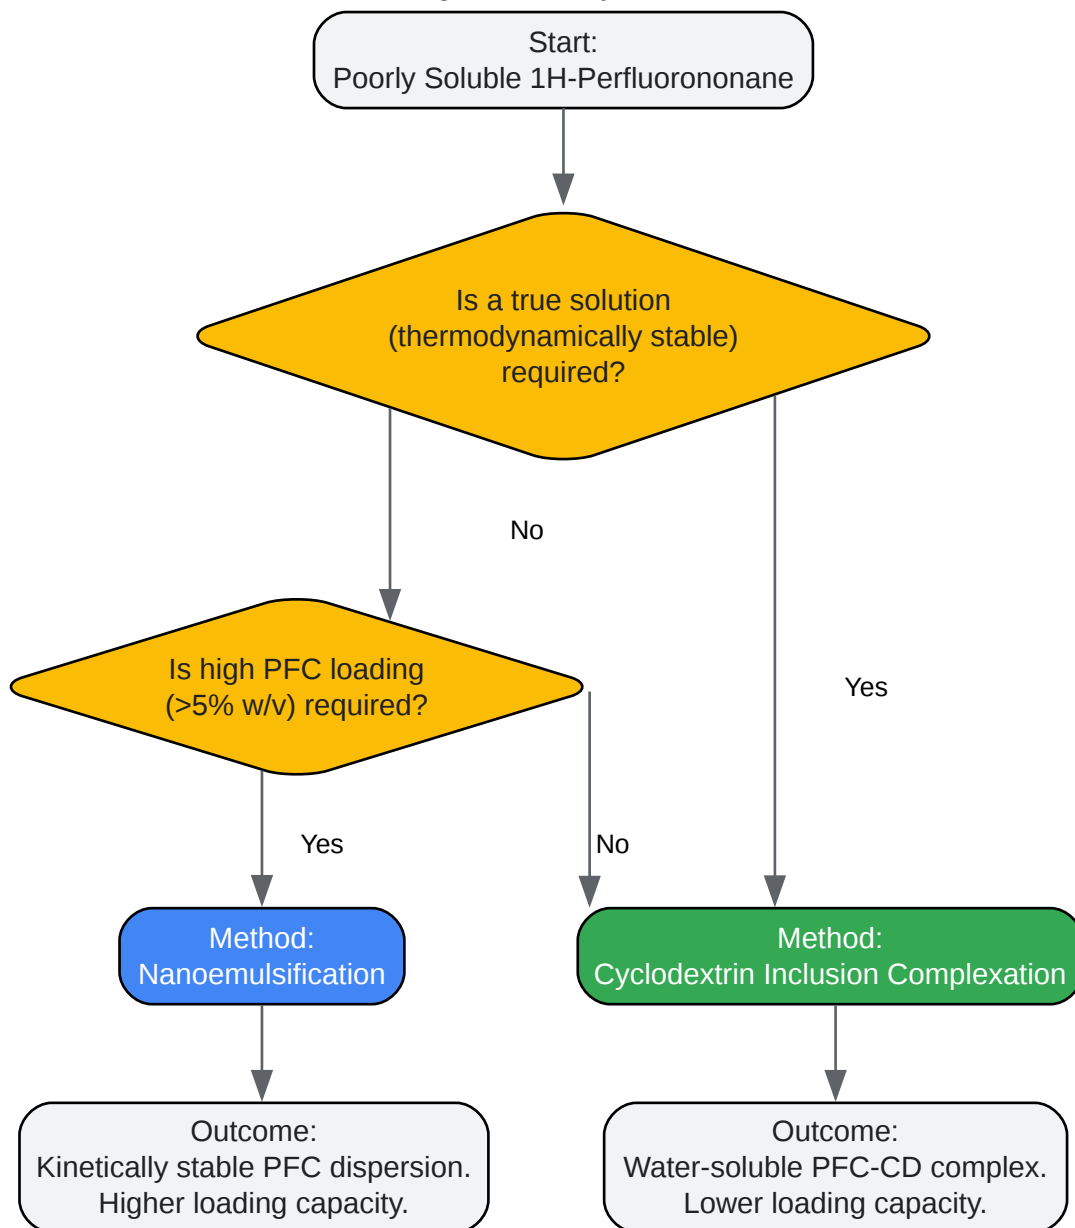 Start:
Poorly Soluble 1H-Perfluorononane
Is a true solution
(thermodynamically stable)
required?
No
Is high PFC loading
(>5% w/v) required?
Yes
Yes
No
Method:
Nanoemulsification
Method:
Cyclodextrin Inclusion Complexation
Outcome:
Kinetically stable PFC dispersion.
Higher loading capacity.
Outcome:
Water-soluble PFC-CD complex.
Lower loading capacity.